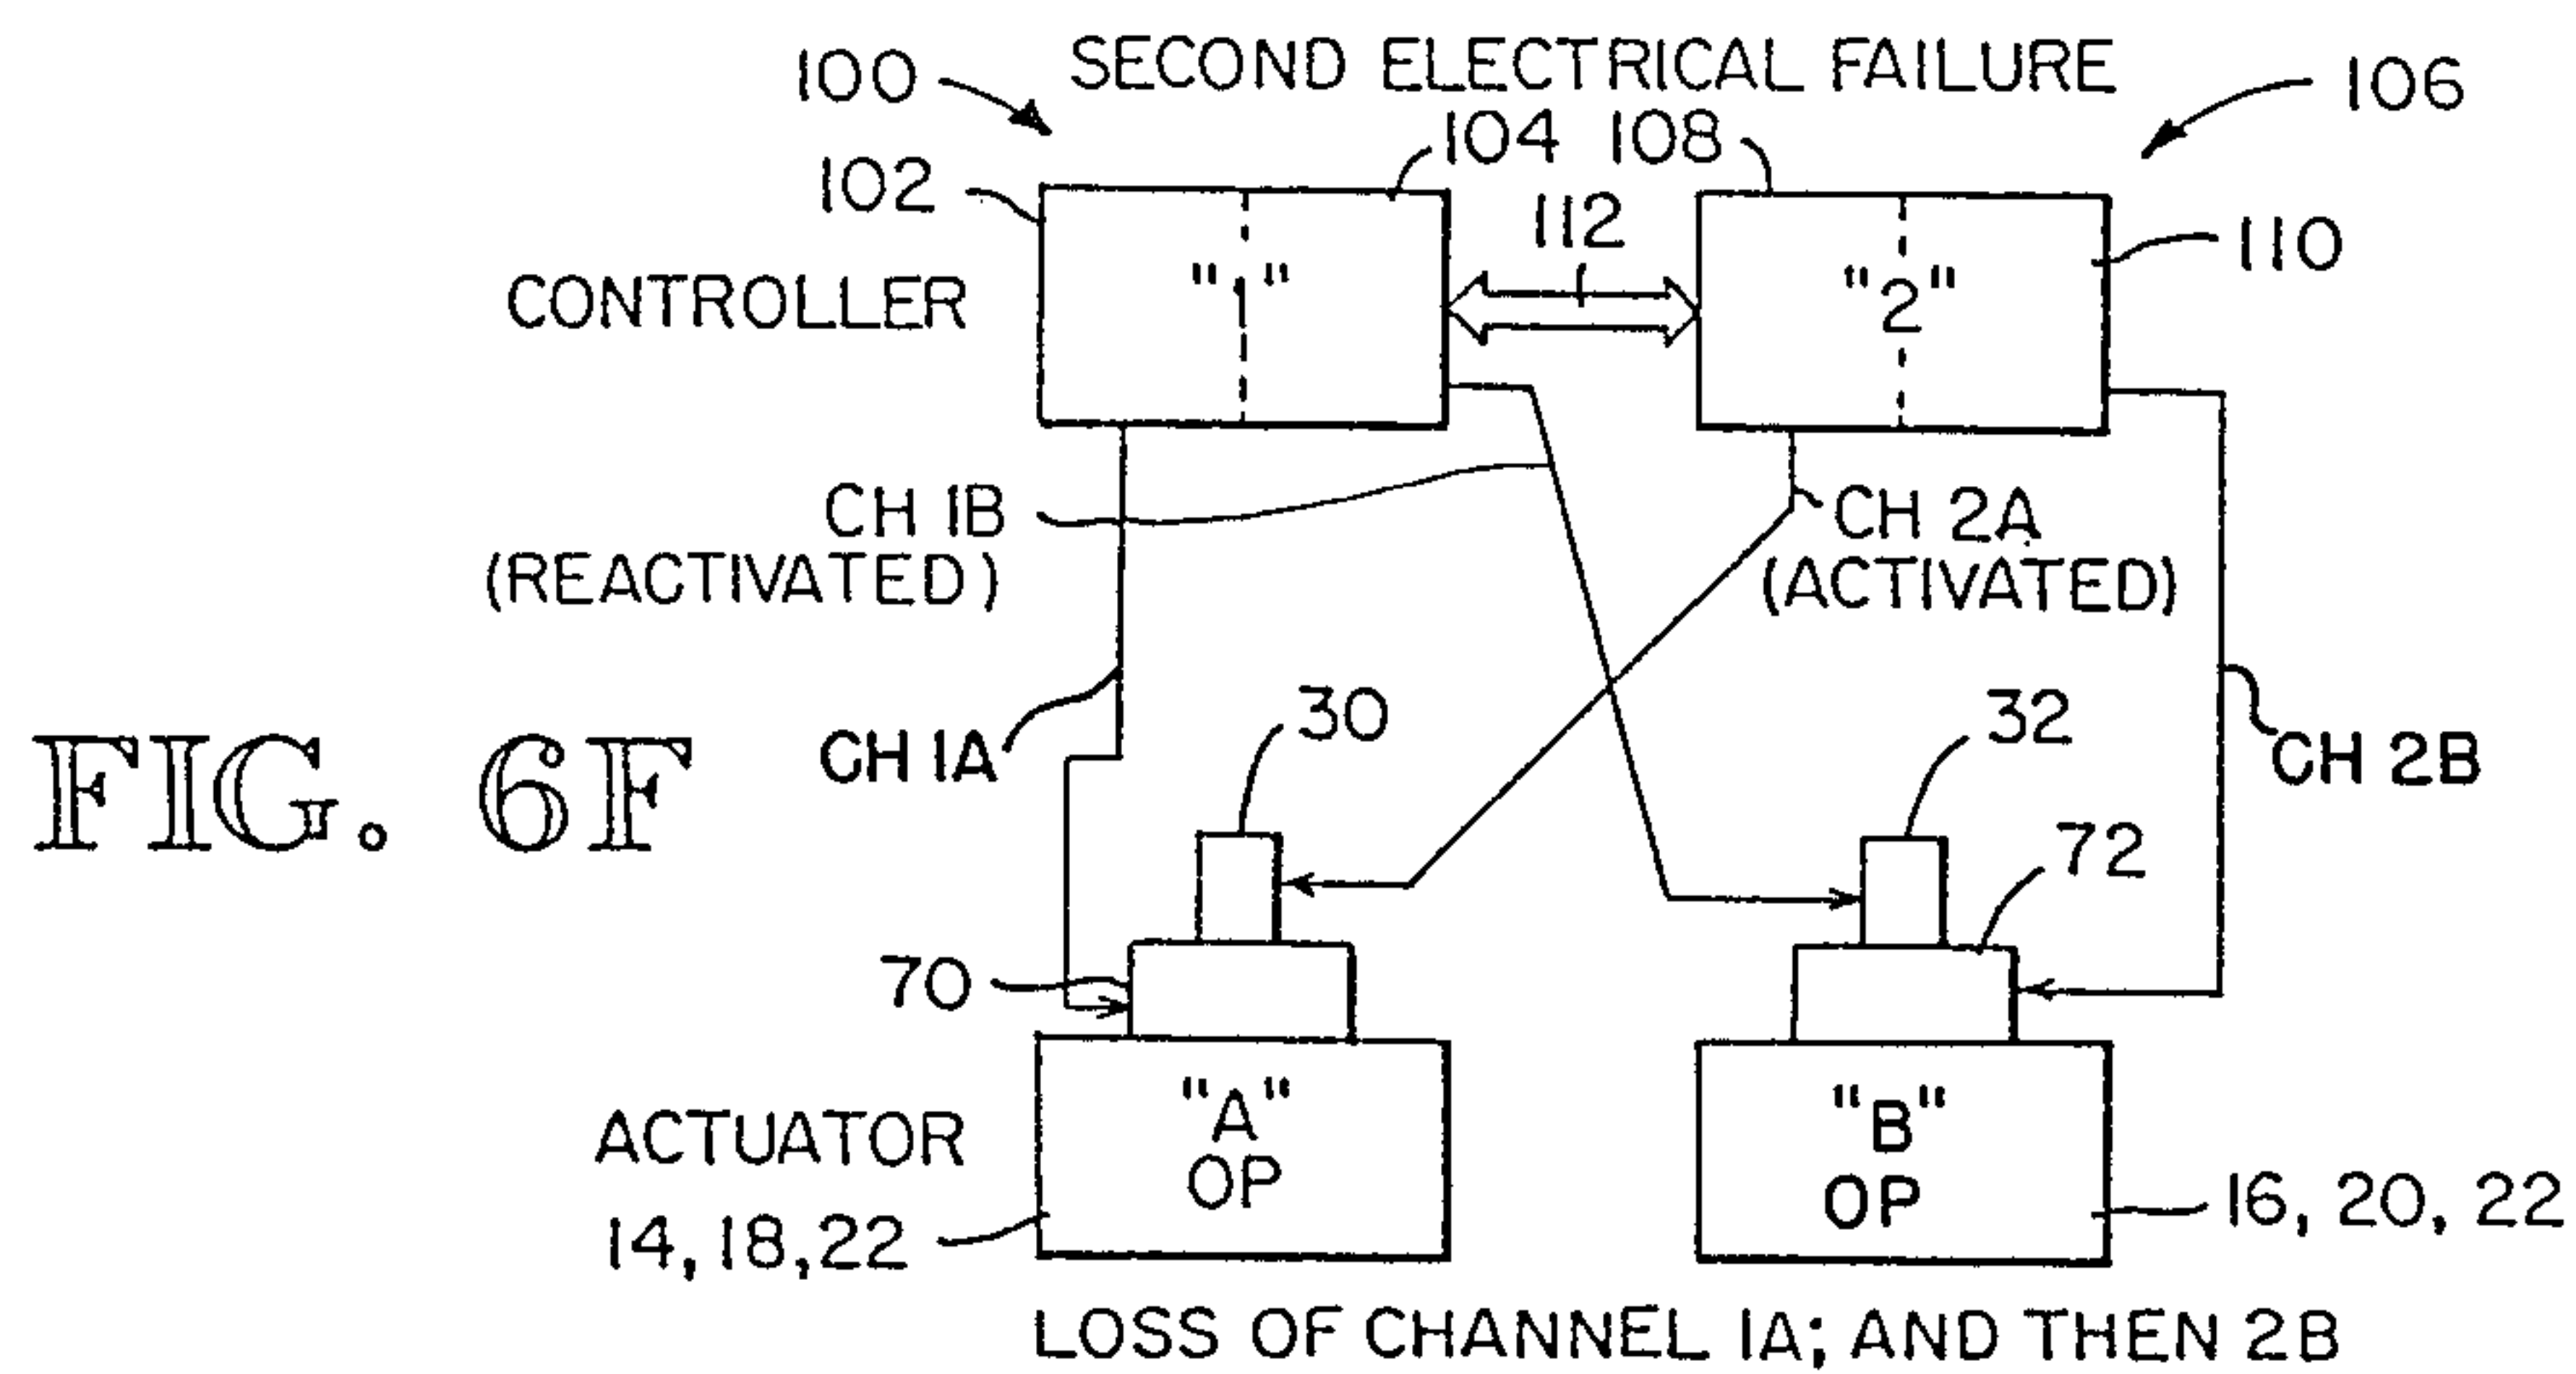 SECOND ELECTRICAL FAILURE
100
106
104
108
102
112
110
CONTROLLER
"1"
"2"
CH 1B
(REACTIVATED)
CH 2A
(ACTIVATED)
CH 1A
30
32
CH 2B
FIG. 6F
72
70
ACTUATOR
14, 18, 22
"A"
OP
"B"
OP
16, 20, 22
LOSS OF CHANNEL 1A; AND THEN 2B